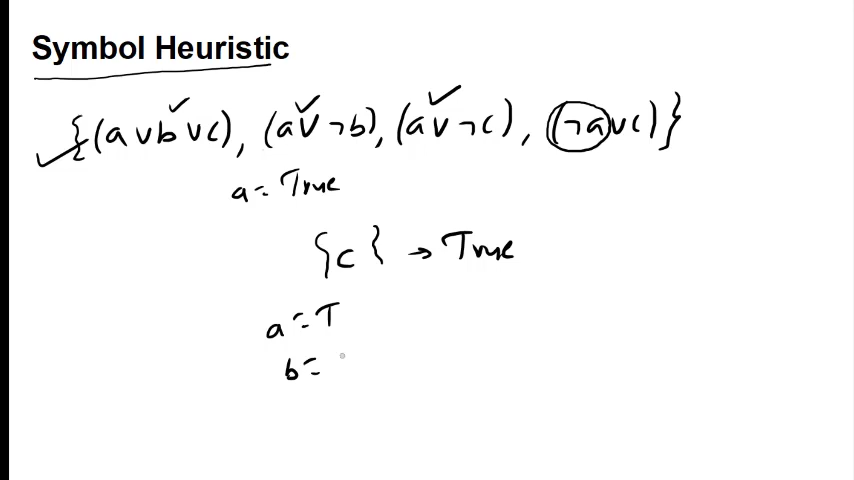 Symbol Heuristic
{(a ∨ b ∨ c), (a ∨ ¬b), (a ∨ ¬c), (¬a ∨ c)}
a = True
{c} → True
a = T
b =